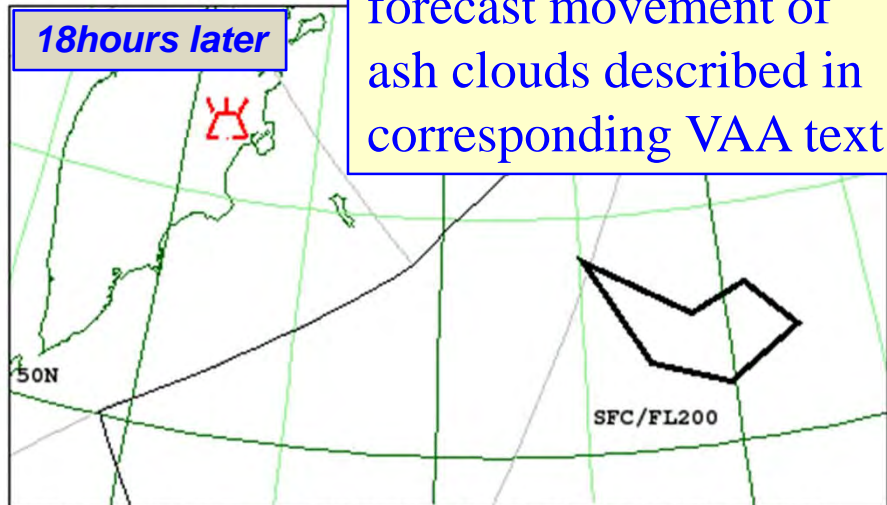 18hours later
forecast movement of
ash clouds described in
corresponding VAA text
50N
SFC/FL200